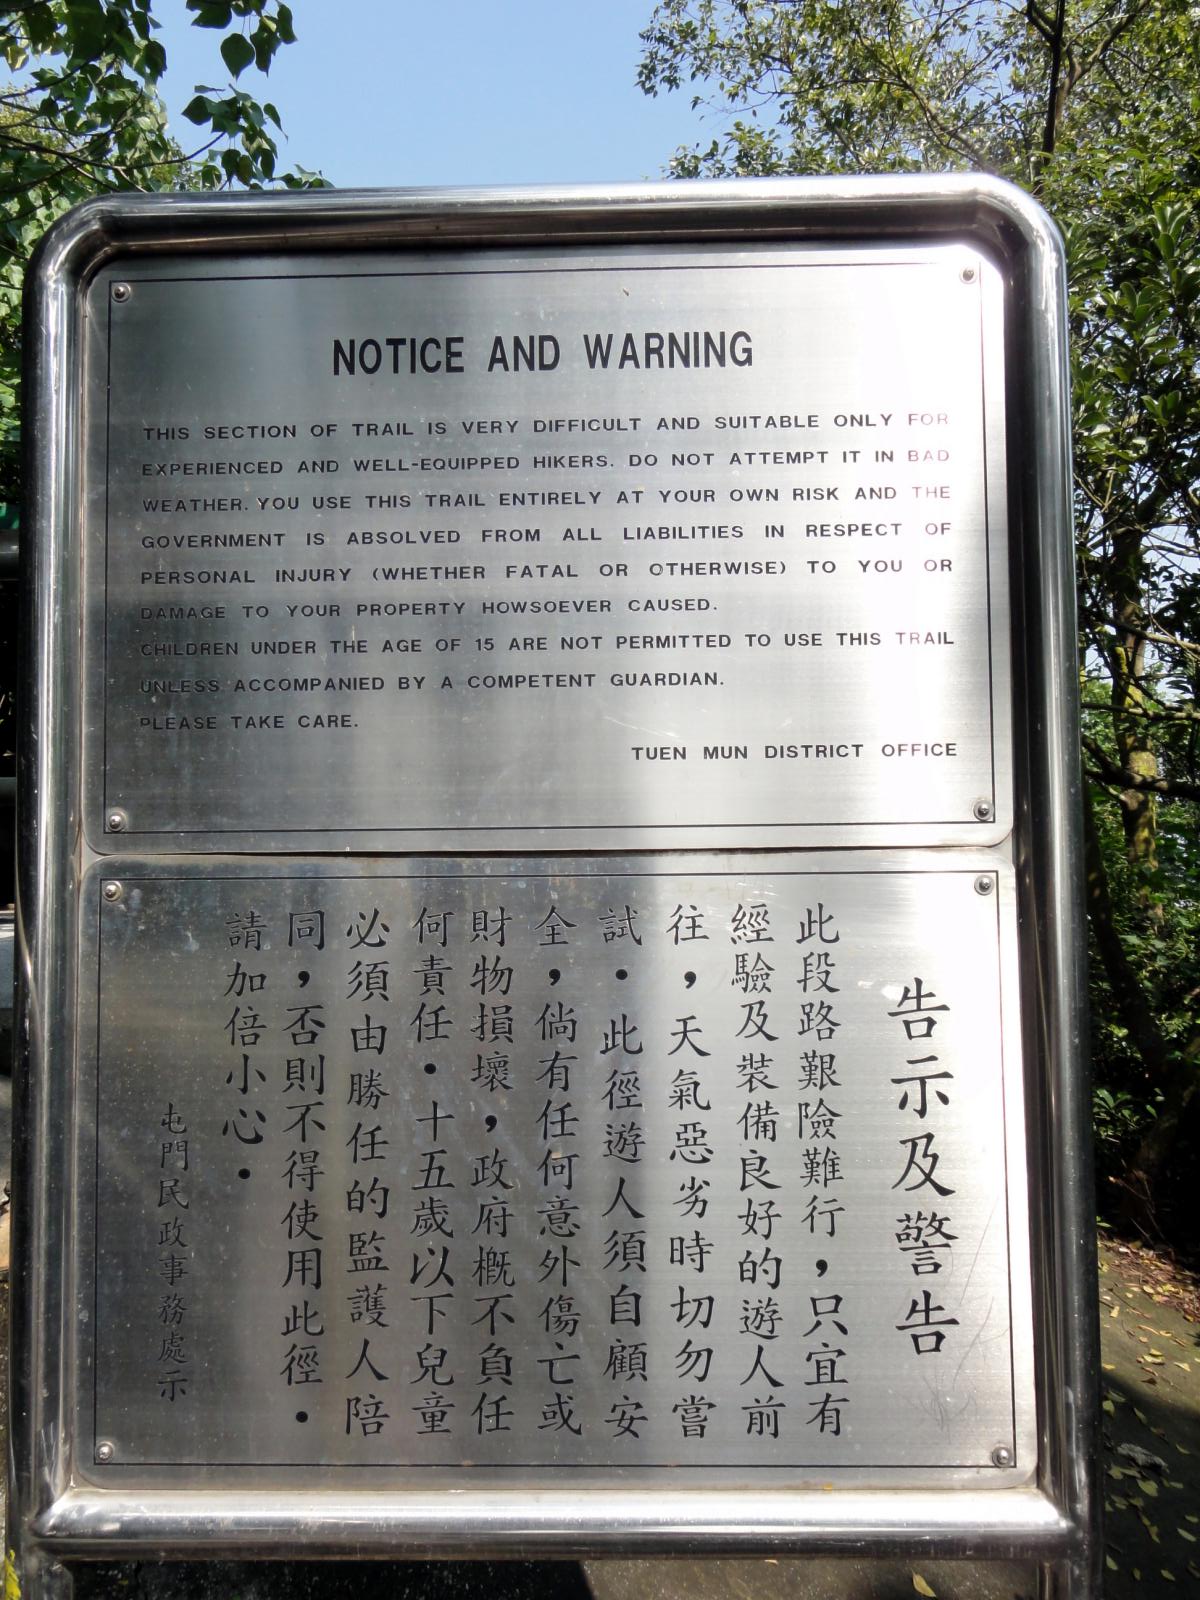 NOTICE AND WARNING
THIS SECTION OF TRAIL IS VERY DIFFICULT AND SUITABLE ONLY FOR
EXPERIENCED AND WELL-EQUIPPED HIKERS. DO NOT ATTEMPT IT IN BAD
WEATHER. YOU USE THIS TRAIL ENTIRELY AT YOUR OWN RISK AND THE
GOVERNMENT IS ABSOLVED FROM ALL LIABILITIES IN RESPECT OF
PERSONAL INJURY (WHETHER FATAL OR OTHERWISE) TO YOU OR
DAMAGE TO YOUR PROPERTY HOWSOEVER CAUSED.
CHILDREN UNDER THE AGE OF 15 ARE NOT PERMITTED TO USE THIS TRAIL
UNLESS ACCOMPANIED BY A COMPETENT GUARDIAN.
PLEASE TAKE CARE.
TUEN MUN DISTRICT OFFICE
告示及警告
此段路艱險難行，只宜有
經驗及裝備良好的遊人前
往，天氣惡劣時切勿嘗
試．此徑遊人須自顧安
全，倘有任何意外傷亡或
財物損壞，政府概不負任
何責任．十五歲以下兒童
必須由勝任的監護人陪
同，否則不得使用此徑．
請加倍小心．
屯門民政事務處示